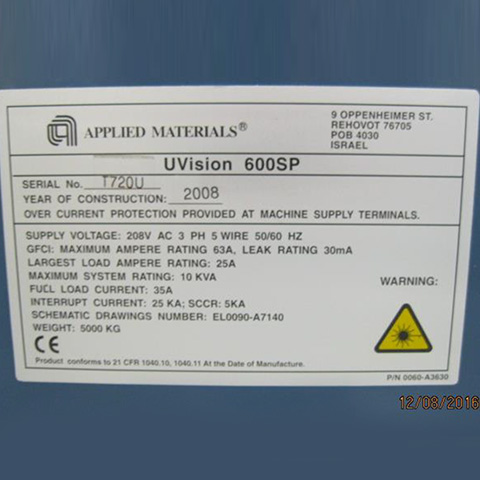 APPLIED MATERIALS®
9 OPPENHEIMER ST.
REHOVOT 76705
POB 4030
ISRAEL
UVision 600SP
SERIAL No. T720U
YEAR OF CONSTRUCTION: 2008
OVER CURRENT PROTECTION PROVIDED AT MACHINE SUPPLY TERMINALS.
SUPPLY VOLTAGE: 208V AC 3 PH 5 WIRE 50/60 HZ
GFCI: MAXIMUM AMPERE RATING 63A, LEAK RATING 30mA
LARGEST LOAD AMPERE RATING: 25A
MAXIMUM SYSTEM RATING: 10 KVA
FULL LOAD CURRENT: 35A
INTERRUPT CURRENT: 25 KA; SCCR: 5KA
SCHEMATIC DRAWINGS NUMBER: EL0090-A7140
WEIGHT: 5000 KG
WARNING:
CE
Product conforms to 21 CFR 1040.10, 1040.11 At the Date of Manufacture.
P/N 0060-A3630
12/08/2016